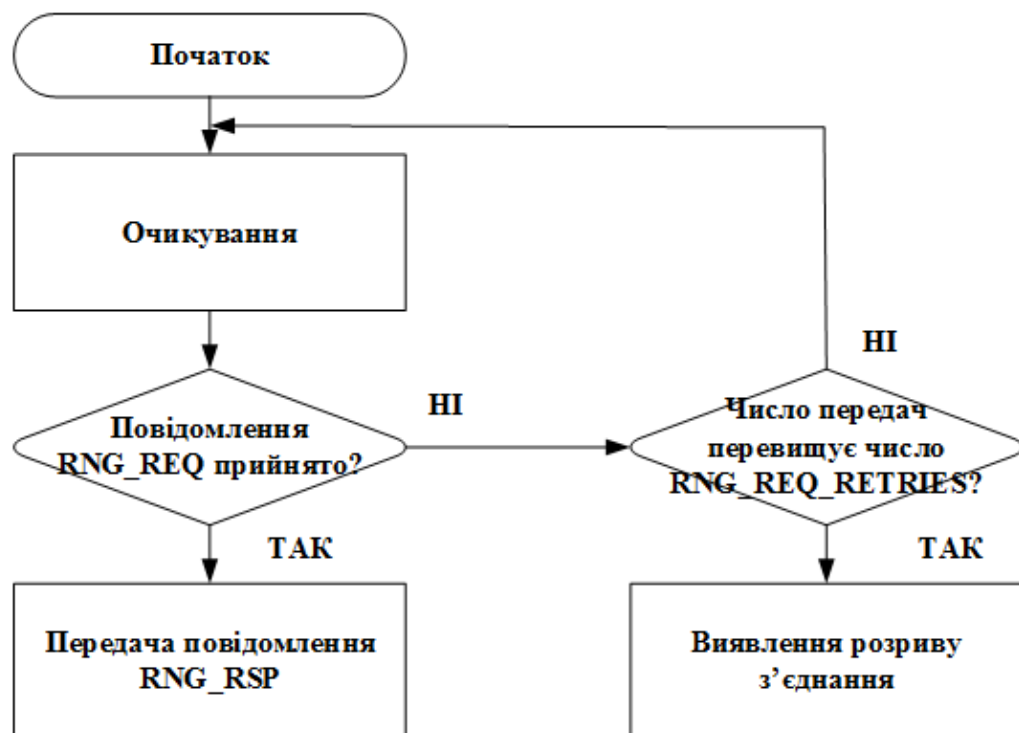 Початок
Очикування
НІ
Повідомлення
RNG_REQ прийнято?
НІ
Число передач
перевищує число
RNG_REQ_RETRIES?
ТАК
ТАК
Передача повідомлення
RNG_RSP
Виявлення розриву
з’єднання